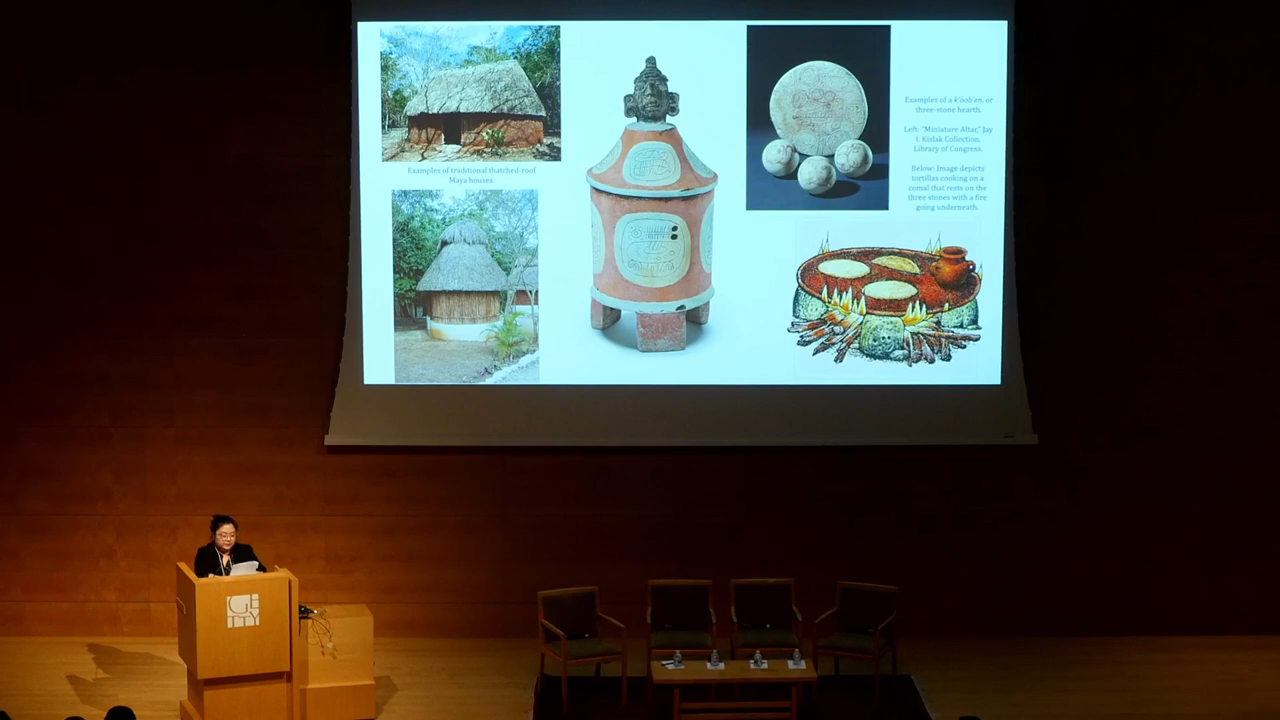 Examples of traditional thatched-roof
Maya houses.
Examples of a k'oob'en, or
three-stone hearth.
Left: "Miniature Altar," Jay
I. Kislak Collection,
Library of Congress.
Below: Image depicts
tortillas cooking on a
comal that rests on the
three stones with a fire
going underneath.
GE
TTY